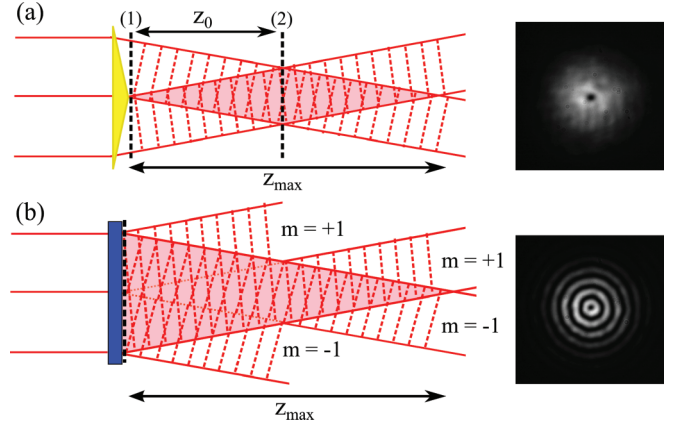 (a)
(1)
z₀
(2)
zₘₐₓ
(b)
m = +1
m = +1
m = -1
m = -1
zₘₐₓ